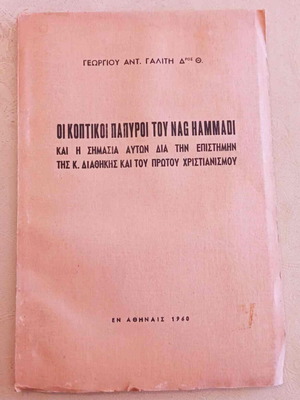 ΓΕΩΡΓΙΟΥ ΑΝΤ. ΓΑΛΙΤΗ Δρος Θ.
ΟΙ ΚΟΠΤΙΚΟΙ ΠΑΠΥΡΟΙ ΤΟΥ NAG HAMMADI
ΚΑΙ Η ΣΗΜΑΣΙΑ ΑΥΤΩΝ ΔΙΑ ΤΗΝ ΕΠΙΣΤΗΜΗΝ
ΤΗΣ Κ. ΔΙΑΘΗΚΗΣ ΚΑΙ ΤΟΥ ΠΡΩΤΟΥ ΧΡΙΣΤΙΑΝΙΣΜΟΥ
ΕΝ ΑΘΗΝΑΙΣ 1960